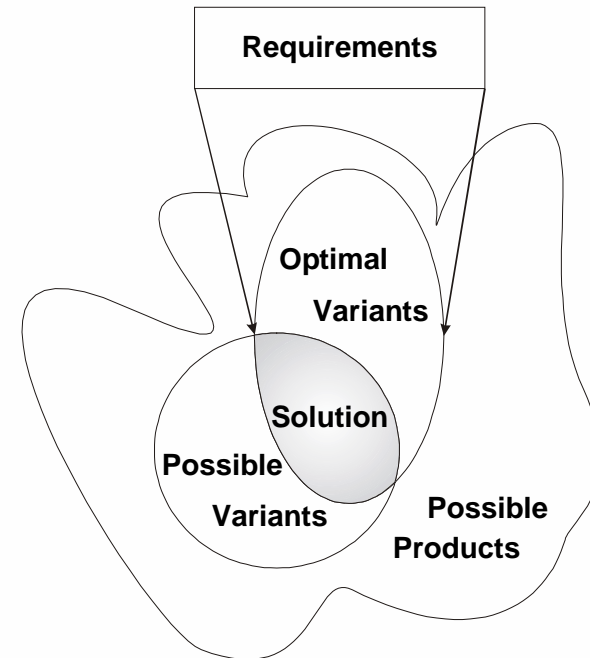 Requirements
Optimal
Variants
Solution
Possible
Variants
Possible
Products